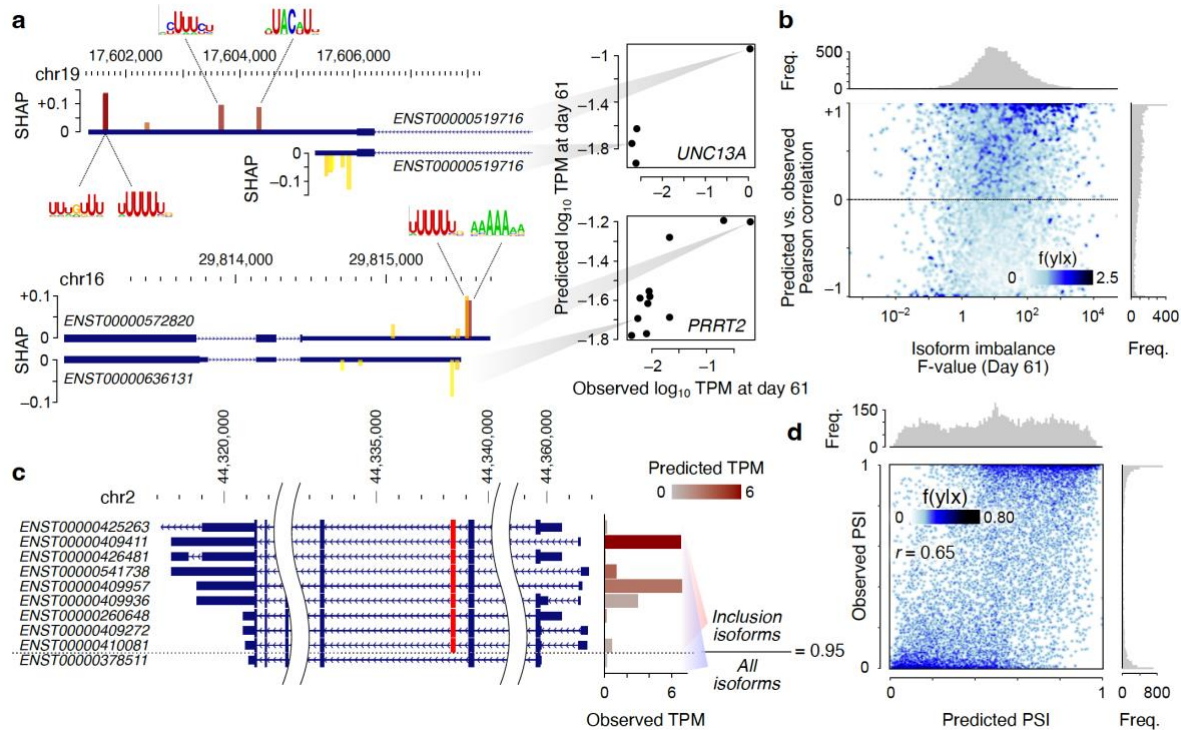 a
17,602,000 17,604,000 17,606,000
chr19
SHAP
+0.1
0
ENST00000519716
ENST00000519716
SHAP
0
−0.1
chr16
29,814,000 29,815,000
SHAP
+0.1
0
−0.1
ENST00000572820
ENST00000636131
Predicted log10 TPM at day 61
−1
−1.4
−1.8
UNC13A
−2 −1 0
−1.2
−1.4
−1.6
−1.8
PRRT2
−2 −1 0
Observed log10 TPM at day 61
b
Freq.
500
0
Predicted vs. observed
Pearson correlation
+1
0
−1
f(y|x)
0 2.5
10−2 1 102 104
Isoform imbalance
F-value (Day 61)
0 400
Freq.
c
chr2
44,320,000 44,335,000 44,340,000 44,360,000
ENST00000425263
ENST00000409411
ENST00000426481
ENST00000541738
ENST00000409957
ENST00000409936
ENST00000260648
ENST00000409272
ENST00000410081
ENST00000378511
Predicted TPM
0 6
Inclusion
isoforms
All
isoforms
= 0.95
0 6
Observed TPM
d
Freq.
150
0
Observed PSI
1
0
f(y|x)
0 0.80
r = 0.65
0 1
Predicted PSI
0 800
Freq.